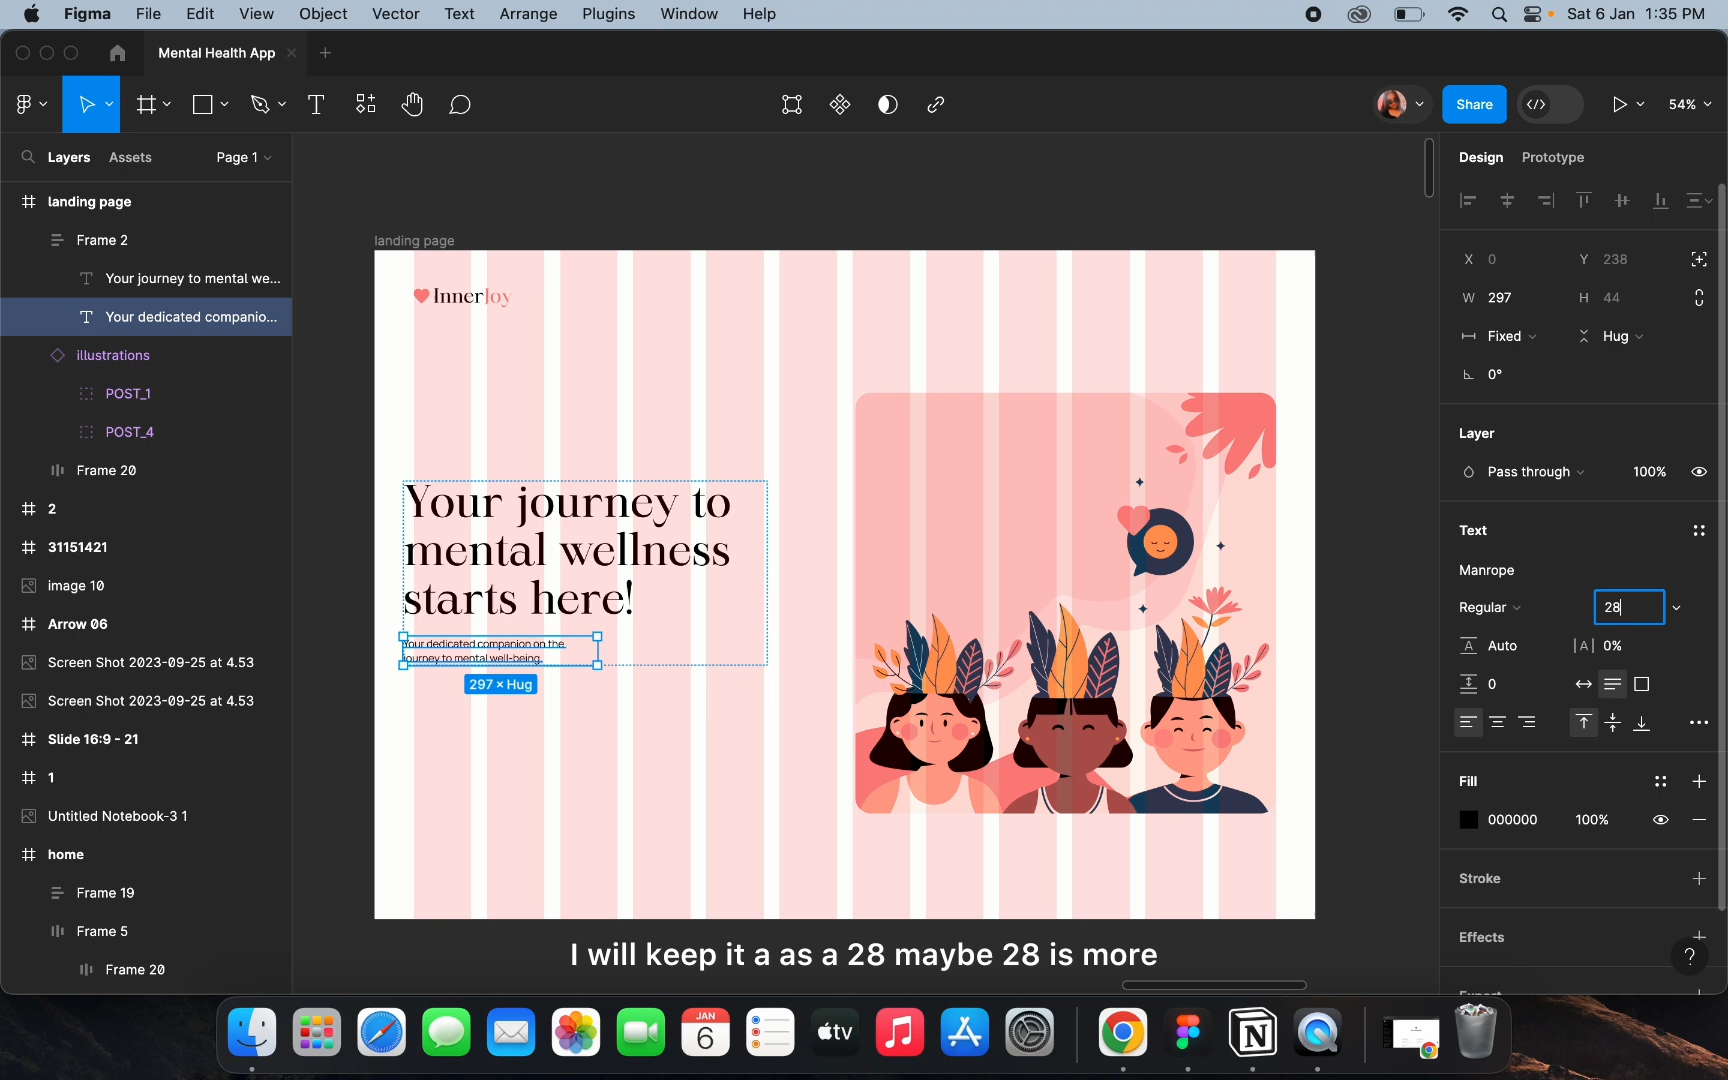 Figma File Edit View Object Vector Text Arrange Plugins Window Help Sat 6 Jan 1:35 PM
Mental Health App
Share 54%
Layers Assets Page 1
landing page
Frame 2
Your journey to mental we...
Your dedicated companio...
illustrations
POST_1
POST_4
Frame 20
2
31151421
image 10
Arrow 06
Screen Shot 2023-09-25 at 4.53
Screen Shot 2023-09-25 at 4.53
Slide 16:9 - 21
1
Untitled Notebook-3 1
home
Frame 19
Frame 5
Frame 20
landing page
InnerJoy
Your journey to
mental wellness
starts here!
Your dedicated companion on the
journey to mental well-being.
297 × Hug
I will keep it a as a 28 maybe 28 is more
Design Prototype
X 0 Y 238
W 297 H 44
Fixed Hug
0°
Layer
Pass through 100%
Text
Manrope
Regular 28
Auto |A| 0%
0
Fill
000000 100%
Stroke
Effects
?
JAN
6
tv